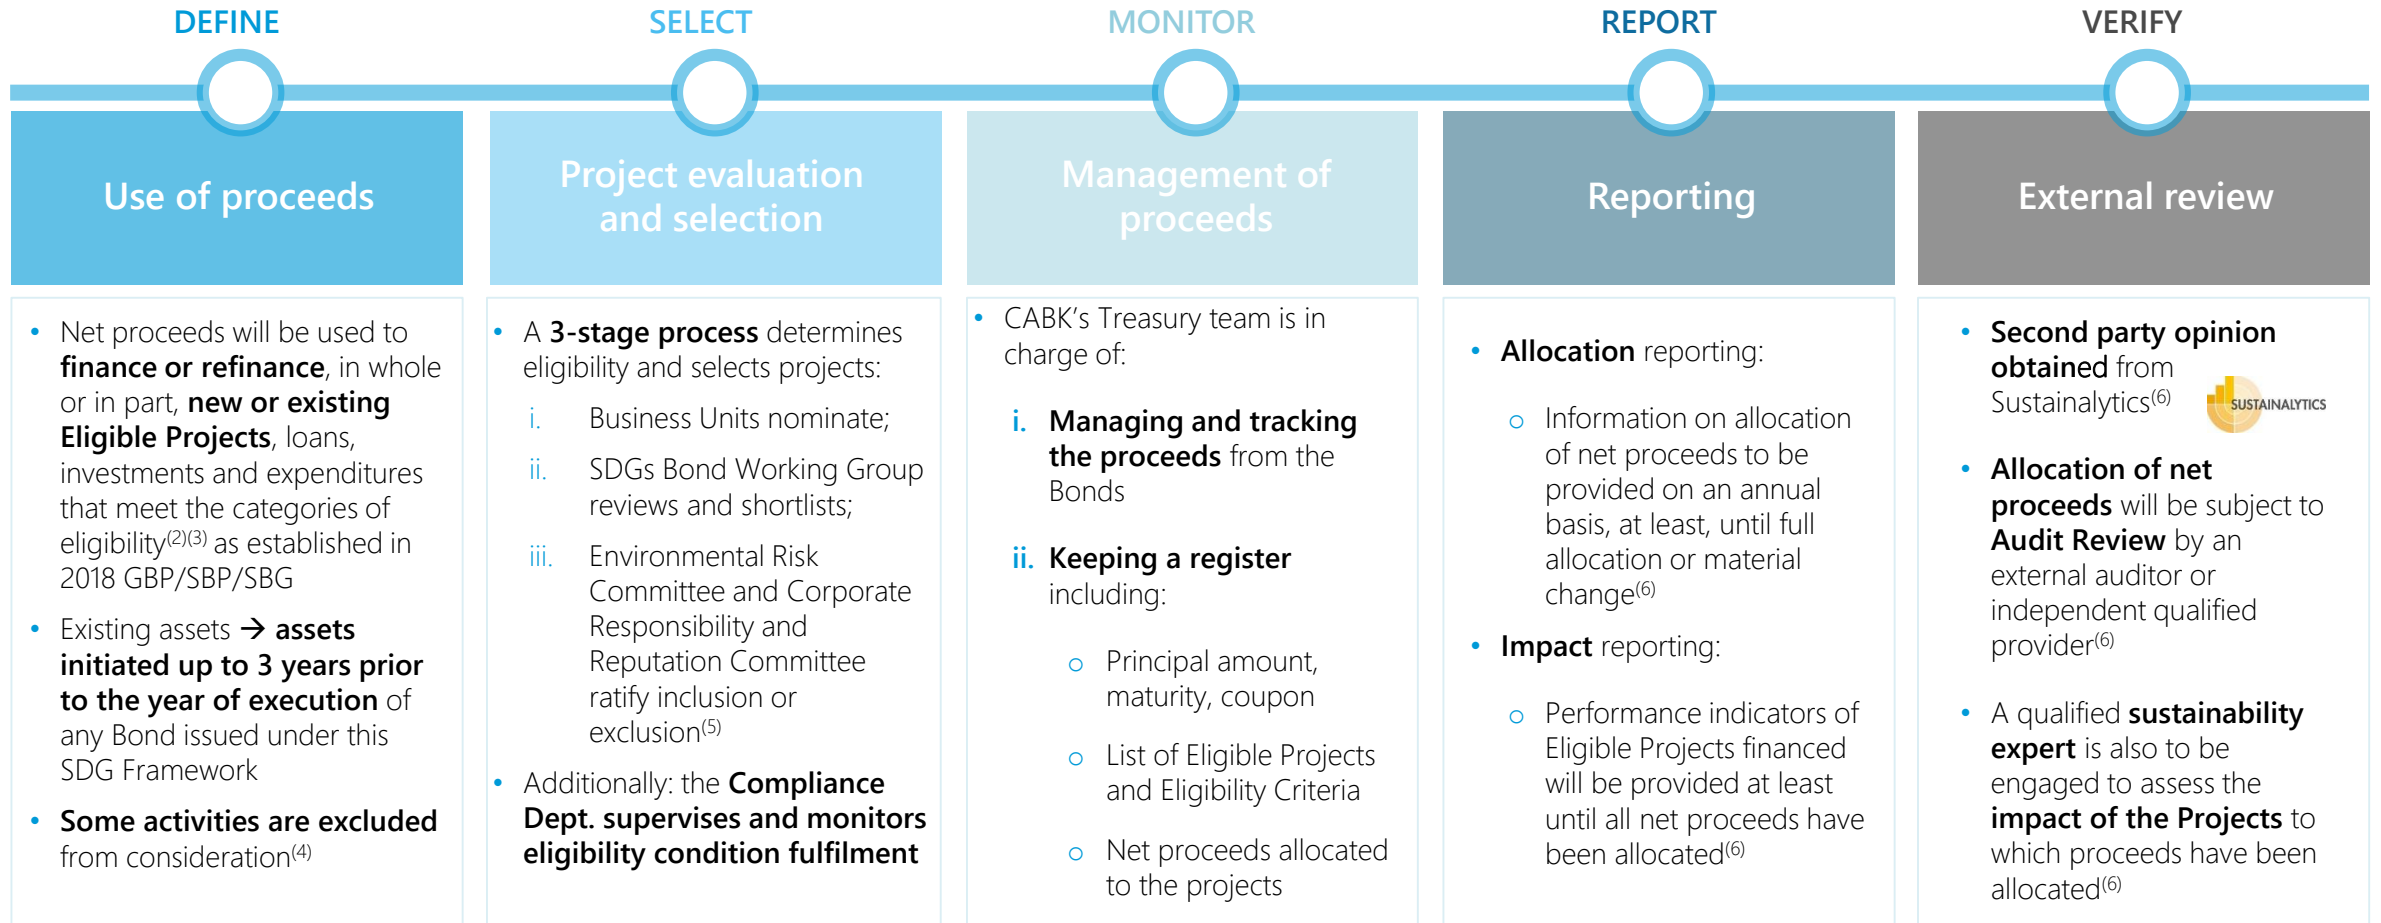 DEFINE
SELECT
MONITOR
REPORT
VERIFY
Use of proceeds
Project evaluation
and selection
Management of
proceeds
Reporting
External review
• Net proceeds will be used to
finance or refinance, in whole
or in part, new or existing
Eligible Projects, loans,
investments and expenditures
that meet the categories of
eligibility(2)(3) as established in
2018 GBP/SBP/SBG
• Existing assets → assets
initiated up to 3 years prior
to the year of execution of
any Bond issued under this
SDG Framework
• Some activities are excluded
from consideration(4)
• A 3-stage process determines
eligibility and selects projects:
i. Business Units nominate;
ii. SDGs Bond Working Group
reviews and shortlists;
iii. Environmental Risk
Committee and Corporate
Responsibility and
Reputation Committee
ratify inclusion or
exclusion(5)
• Additionally: the Compliance
Dept. supervises and monitors
eligibility condition fulfilment
• CABK's Treasury team is in
charge of:
i. Managing and tracking
the proceeds from the
Bonds
ii. Keeping a register
including:
o Principal amount,
maturity, coupon
o List of Eligible Projects
and Eligibility Criteria
o Net proceeds allocated
to the projects
• Allocation reporting:
o Information on allocation
of net proceeds to be
provided on an annual
basis, at least, until full
allocation or material
change(6)
• Impact reporting:
o Performance indicators of
Eligible Projects financed
will be provided at least
until all net proceeds have
been allocated(6)
• Second party opinion
obtained from
Sustainalytics(6)
SUSTAINALYTICS
• Allocation of net
proceeds will be subject to
Audit Review by an
external auditor or
independent qualified
provider(6)
• A qualified sustainability
expert is also to be
engaged to assess the
impact of the Projects to
which proceeds have been
allocated(6)